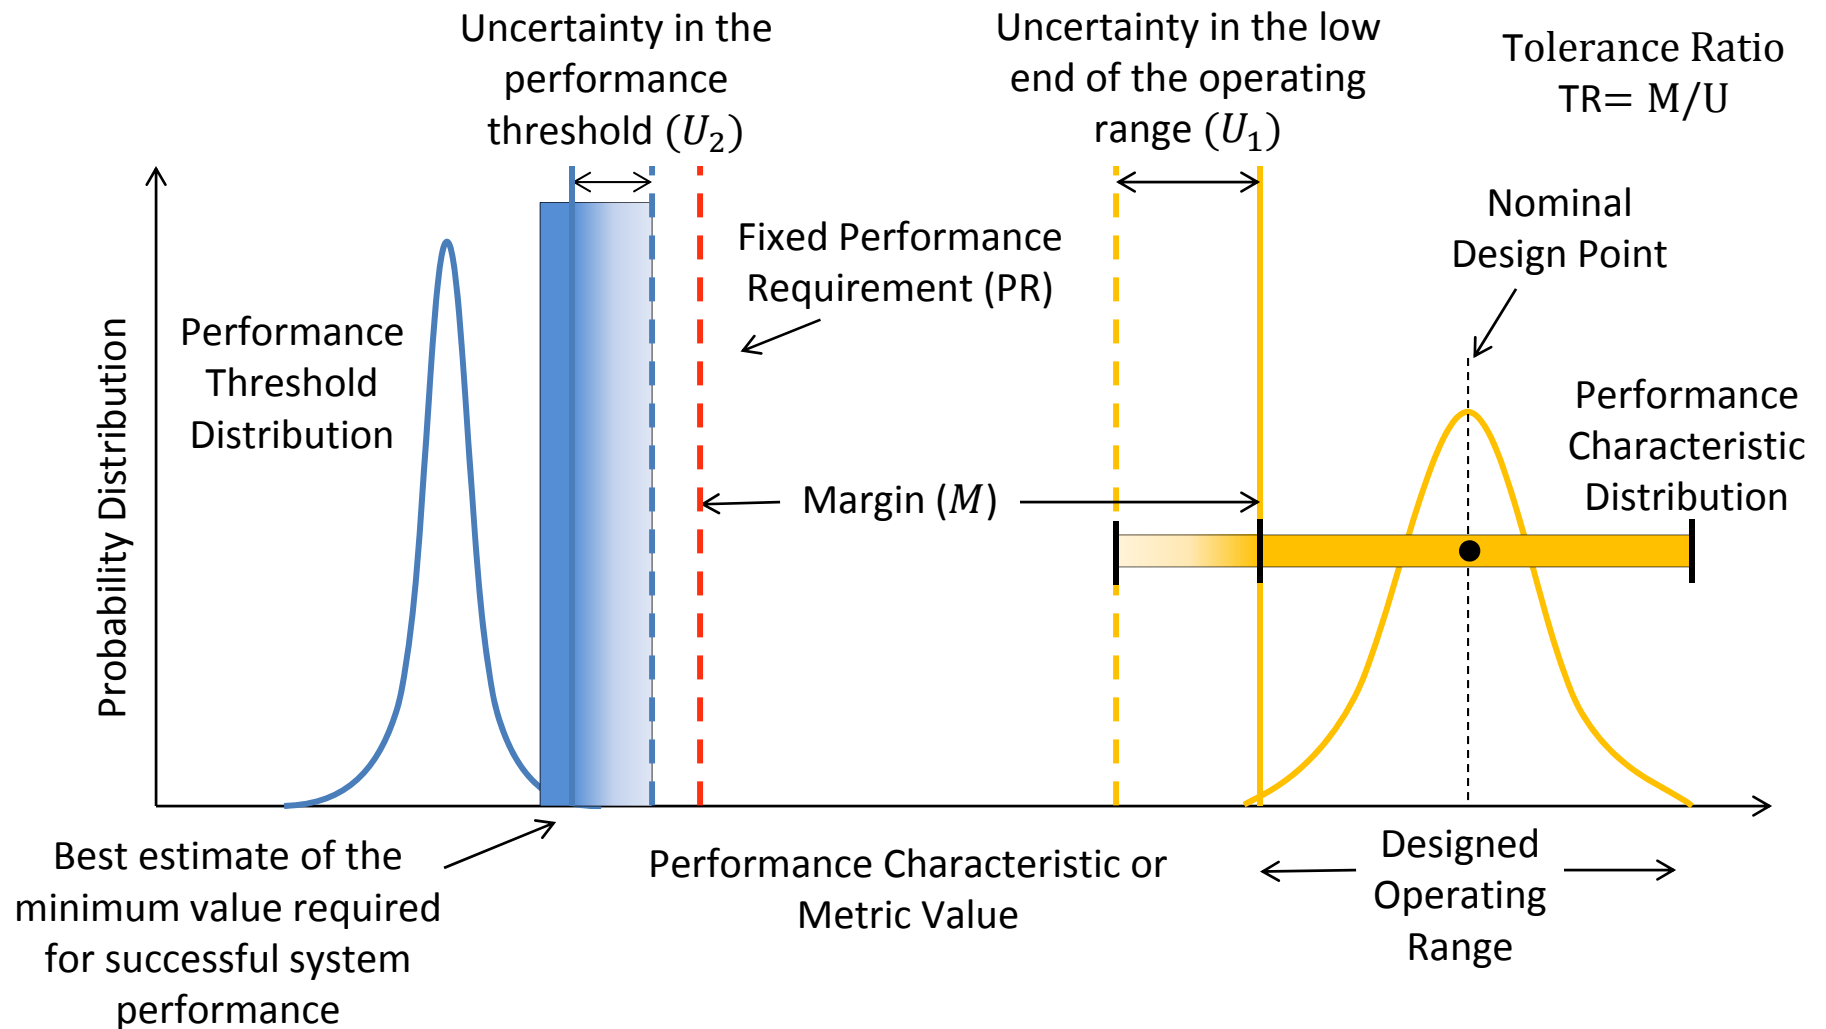 Uncertainty in the
performance
threshold (U₂)
Uncertainty in the low
end of the operating
range (U₁)
Tolerance Ratio
TR= M/U
Nominal
Design Point
Fixed Performance
Requirement (PR)
Performance
Threshold
Distribution
Probability Distribution
Performance
Characteristic
Distribution
Margin (M)
Best estimate of the
minimum value required
for successful system
performance
Performance Characteristic or
Metric Value
Designed
Operating
Range